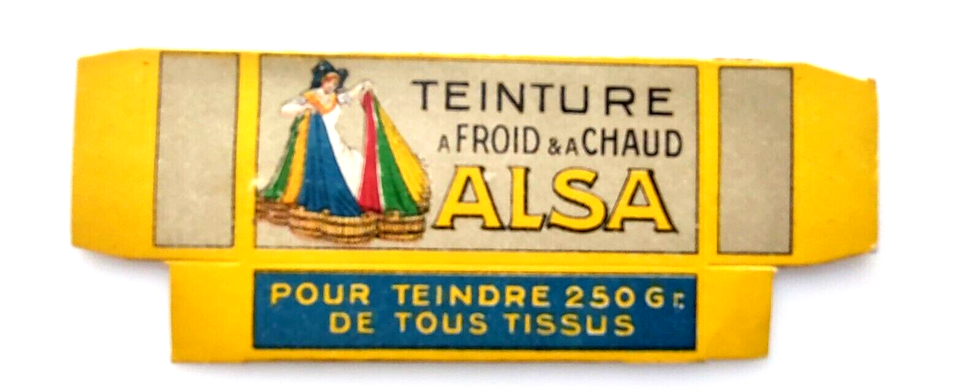 TEINTURE
A FROID & A CHAUD
ALSA
POUR TEINDRE 250 Gr.
DE TOUS TISSUS